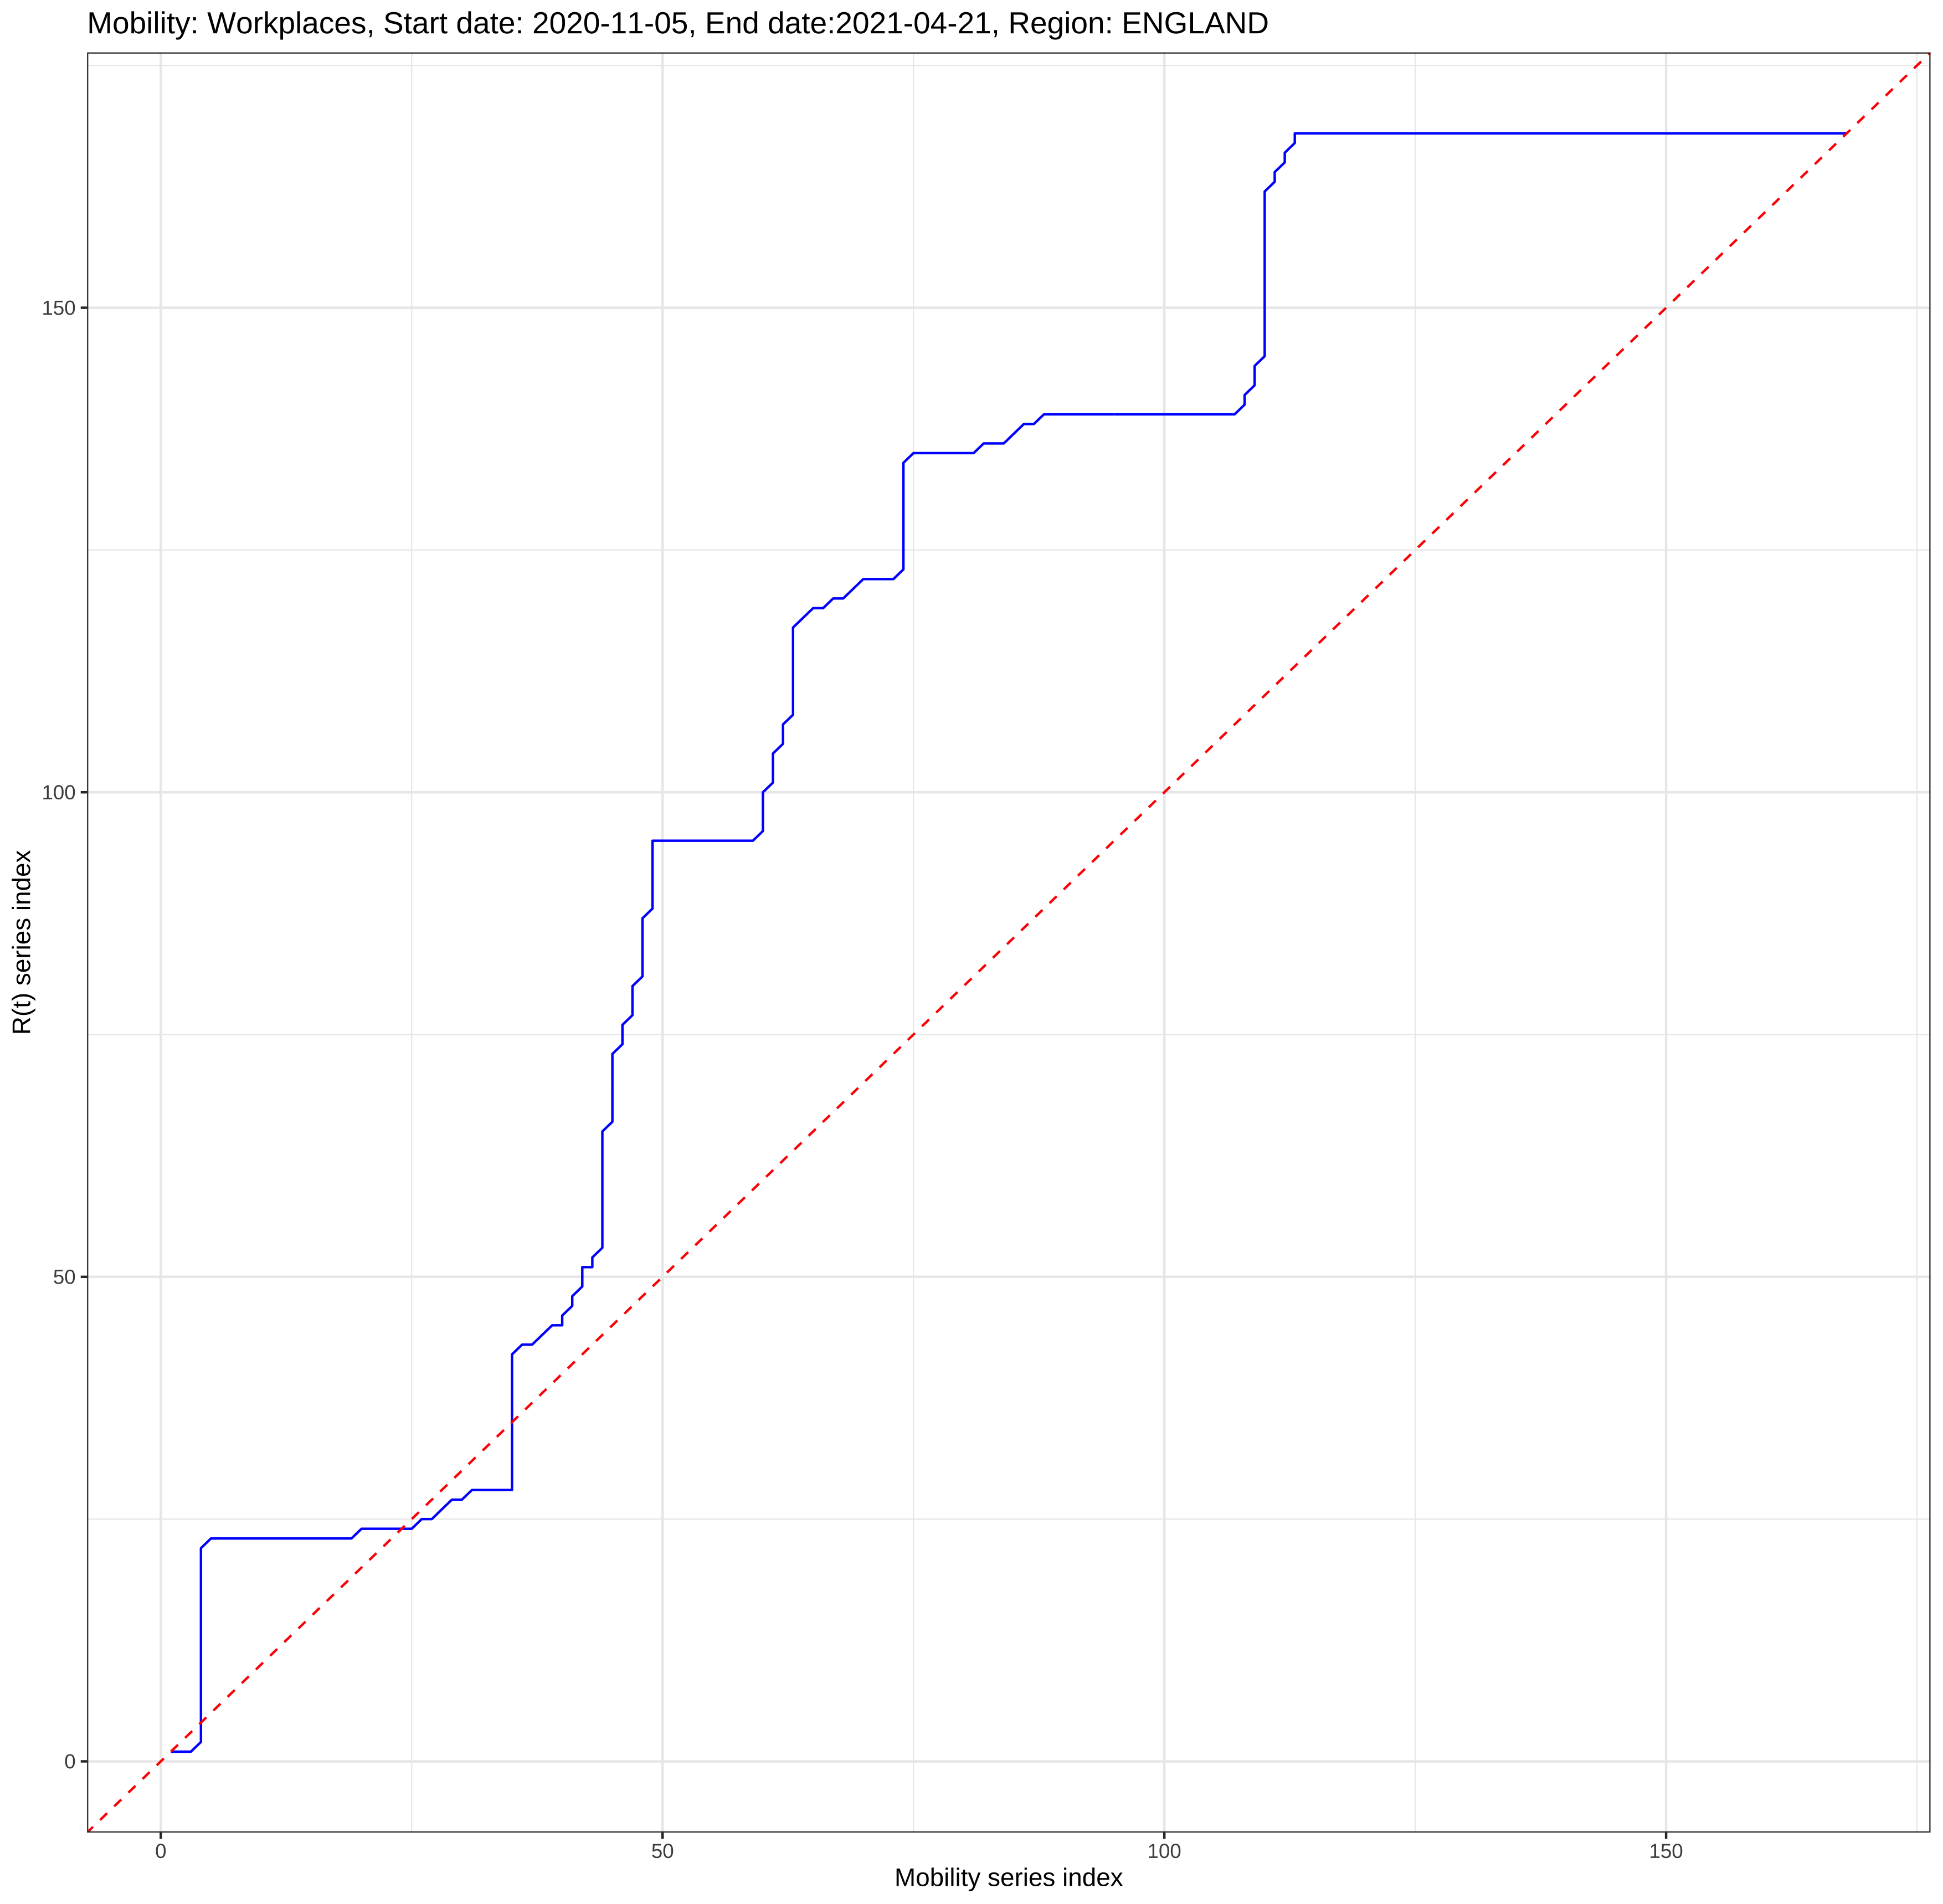 Mobility: Workplaces, Start date: 2020-11-05, End date:2021-04-21, Region: ENGLAND
150
100
50
0
R(t) series index
0 50 100 150
Mobility series index